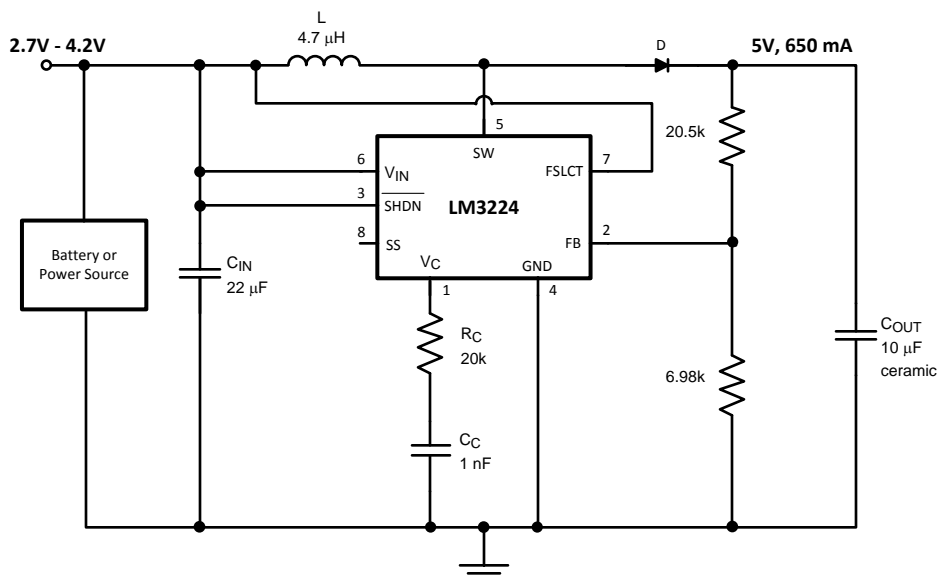 L
4.7 μH
2.7V - 4.2V
D
5V, 650 mA
5
SW
20.5k
6
VIN
7
FSLCT
3
SHDN
LM3224
8
SS
2
FB
Battery or
Power Source
CIN
22 μF
VC
GND
1
4
RC
20k
COUT
10 μF
ceramic
6.98k
CC
1 nF